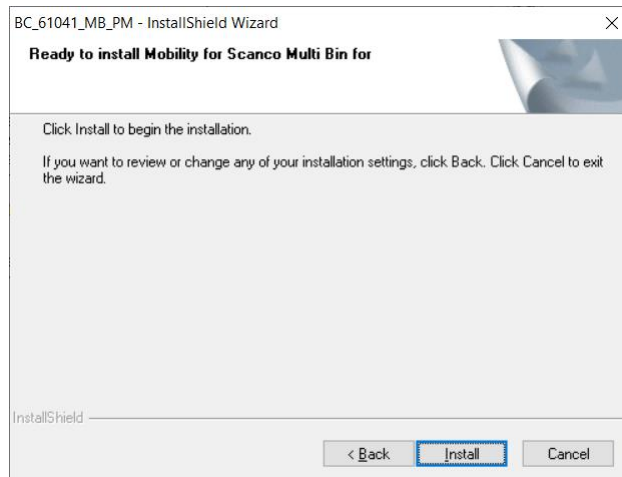 BC_61041_MB_PM - InstallShield Wizard
Ready to install Mobility for Scanco Multi Bin for
Click Install to begin the installation.
If you want to review or change any of your installation settings, click Back. Click Cancel to exit
the wizard.
InstallShield
< Back Install Cancel